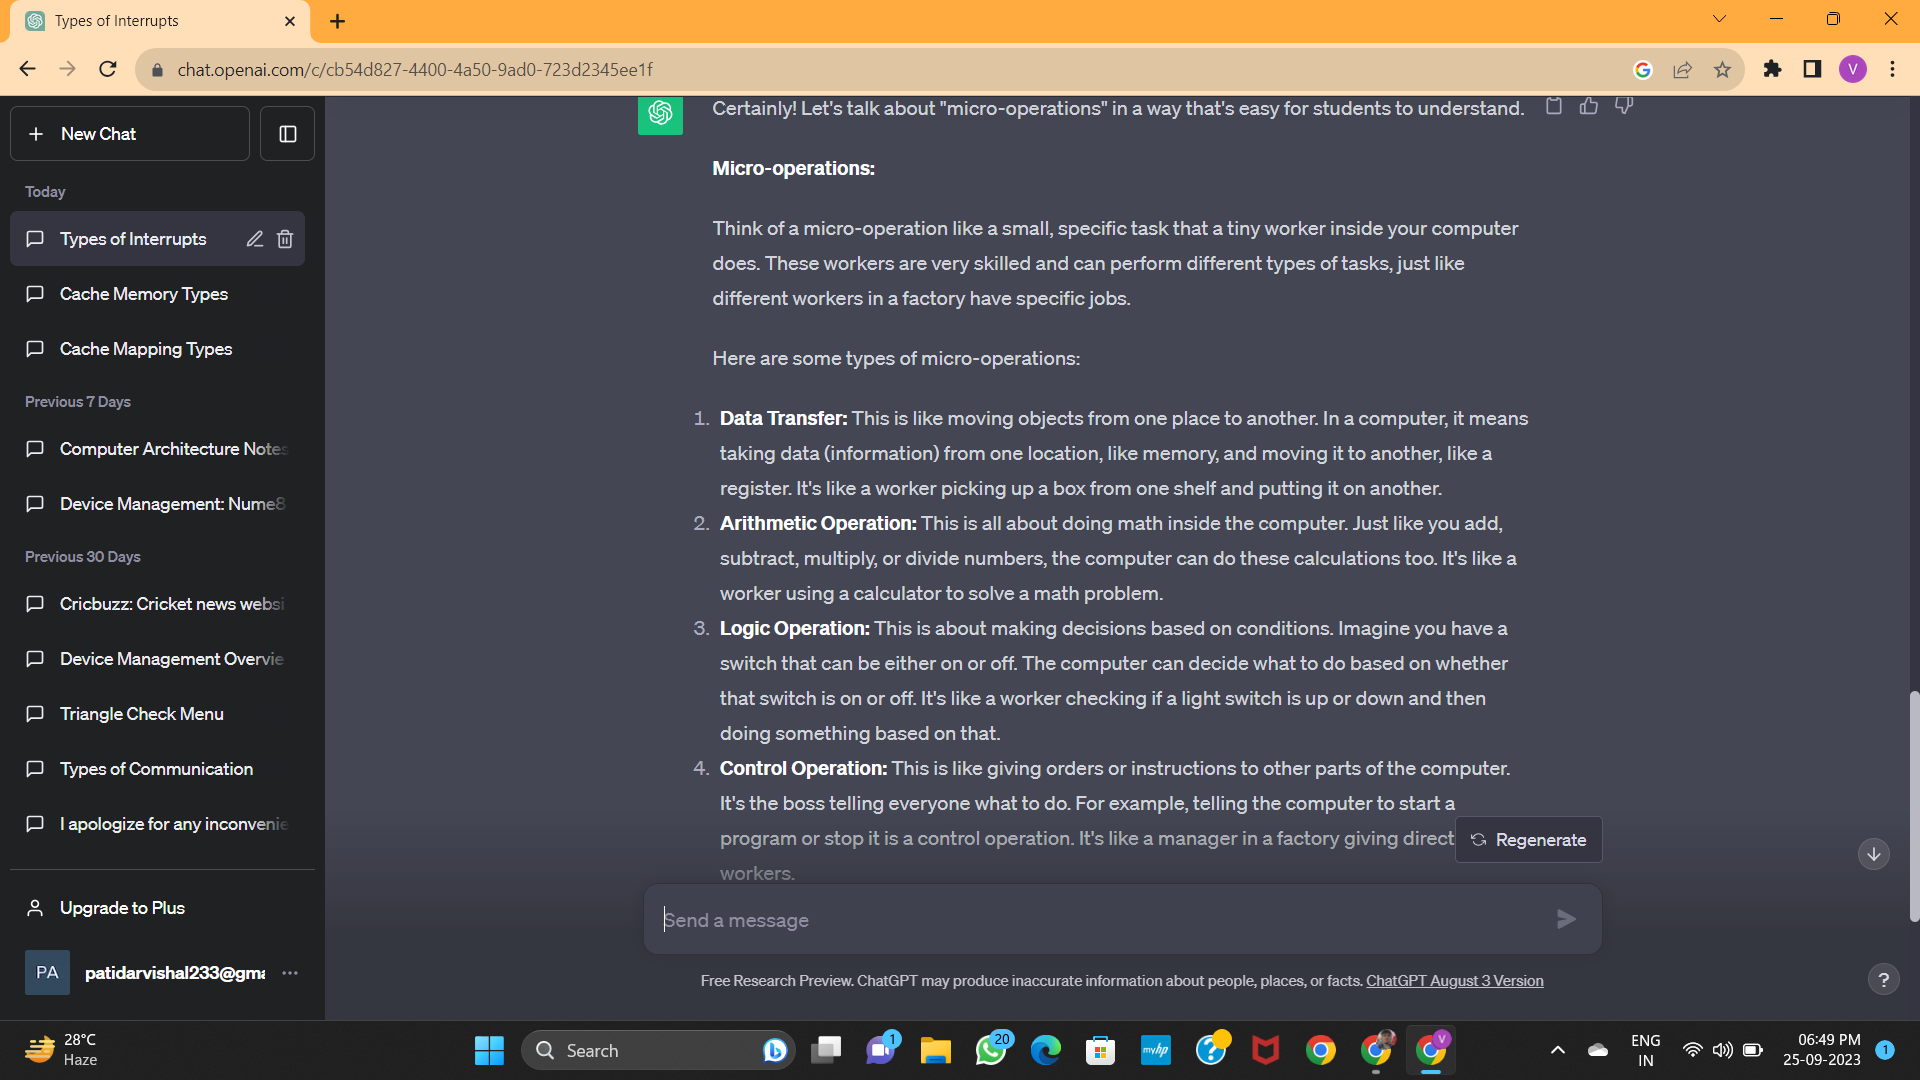 Types of Interrupts
chat.openai.com/c/cb54d827-4400-4a50-9ad0-723d2345ee1f
V
New Chat
Today
Types of Interrupts
Cache Memory Types
Cache Mapping Types
Previous 7 Days
Computer Architecture Notes
Device Management: Nume8
Previous 30 Days
Cricbuzz: Cricket news websi
Device Management Overvie
Triangle Check Menu
Types of Communication
I apologize for any inconvenie
Upgrade to Plus
PA patidarvishal233@gma
Certainly! Let's talk about "micro-operations" in a way that's easy for students to understand.
Micro-operations:
Think of a micro-operation like a small, specific task that a tiny worker inside your computer
does. These workers are very skilled and can perform different types of tasks, just like
different workers in a factory have specific jobs.
Here are some types of micro-operations:
1. Data Transfer: This is like moving objects from one place to another. In a computer, it means
taking data (information) from one location, like memory, and moving it to another, like a
register. It's like a worker picking up a box from one shelf and putting it on another.
2. Arithmetic Operation: This is all about doing math inside the computer. Just like you add,
subtract, multiply, or divide numbers, the computer can do these calculations too. It's like a
worker using a calculator to solve a math problem.
3. Logic Operation: This is about making decisions based on conditions. Imagine you have a
switch that can be either on or off. The computer can decide what to do based on whether
that switch is on or off. It's like a worker checking if a light switch is up or down and then
doing something based on that.
4. Control Operation: This is like giving orders or instructions to other parts of the computer.
It's the boss telling everyone what to do. For example, telling the computer to start a
program or stop it is a control operation. It's like a manager in a factory giving direct
workers.
Regenerate
Send a message
Free Research Preview. ChatGPT may produce inaccurate information about people, places, or facts. ChatGPT August 3 Version
?
28°C
Haze
Search
1
20
myhp
V
ENG
IN
06:49 PM
25-09-2023
1